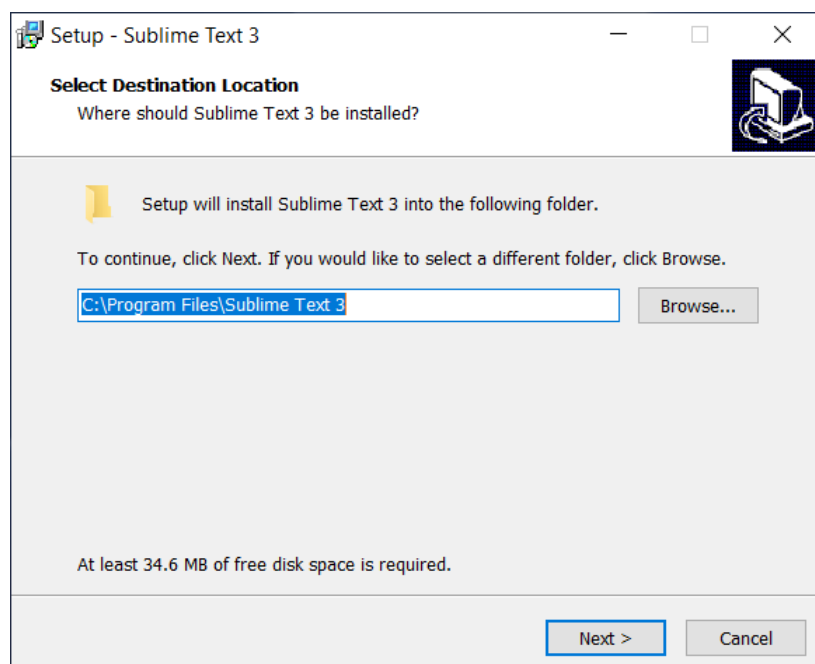 Setup - Sublime Text 3
Select Destination Location
Where should Sublime Text 3 be installed?
Setup will install Sublime Text 3 into the following folder.
To continue, click Next. If you would like to select a different folder, click Browse.
C:\Program Files\Sublime Text 3
Browse...
At least 34.6 MB of free disk space is required.
Next >
Cancel